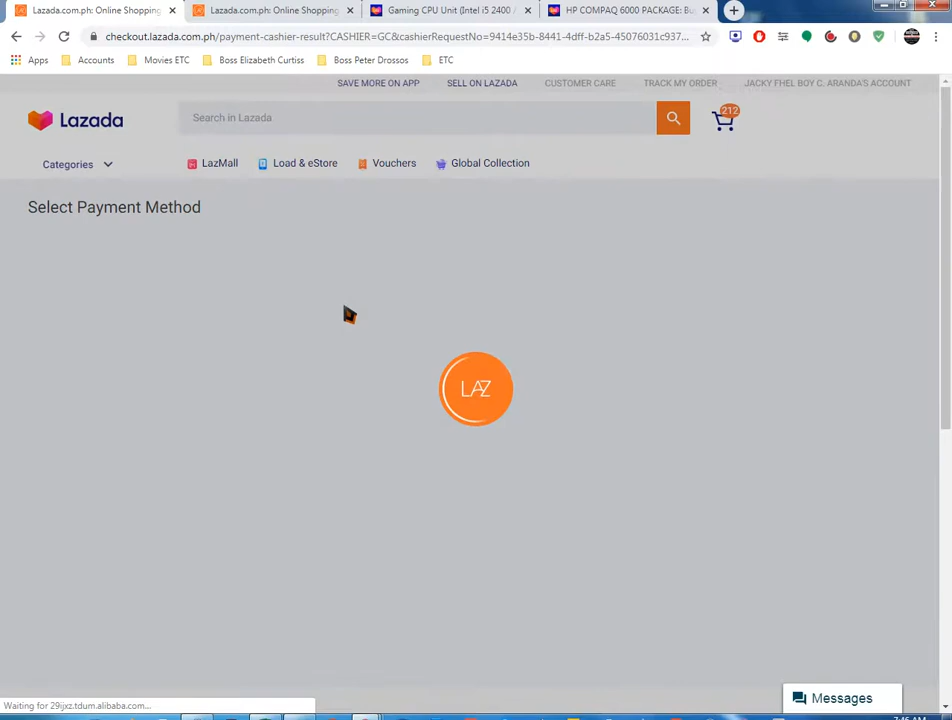 Lazada.com.ph: Online Shopping
Lazada.com.ph: Online Shopping
Gaming CPU Unit (Intel i5 2400 /
HP COMPAQ 6000 PACKAGE: Bu
checkout.lazada.com.ph/payment-cashier-result?CASHIER=GC&cashierRequestNo=9414e35b-8441-4dff-b2a5-45076031c937...
Apps Accounts Movies ETC Boss Elizabeth Curtiss Boss Peter Drossos ETC
SAVE MORE ON APP SELL ON LAZADA CUSTOMER CARE TRACK MY ORDER JACKY FHEL BOY C. ARANDA'S ACCOUNT
Lazada Search in Lazada 212
Categories LazMall Load & eStore Vouchers Global Collection
Select Payment Method
LAZ
Messages
Waiting for 29ijxz.tdum.alibaba.com...
7:46 AM